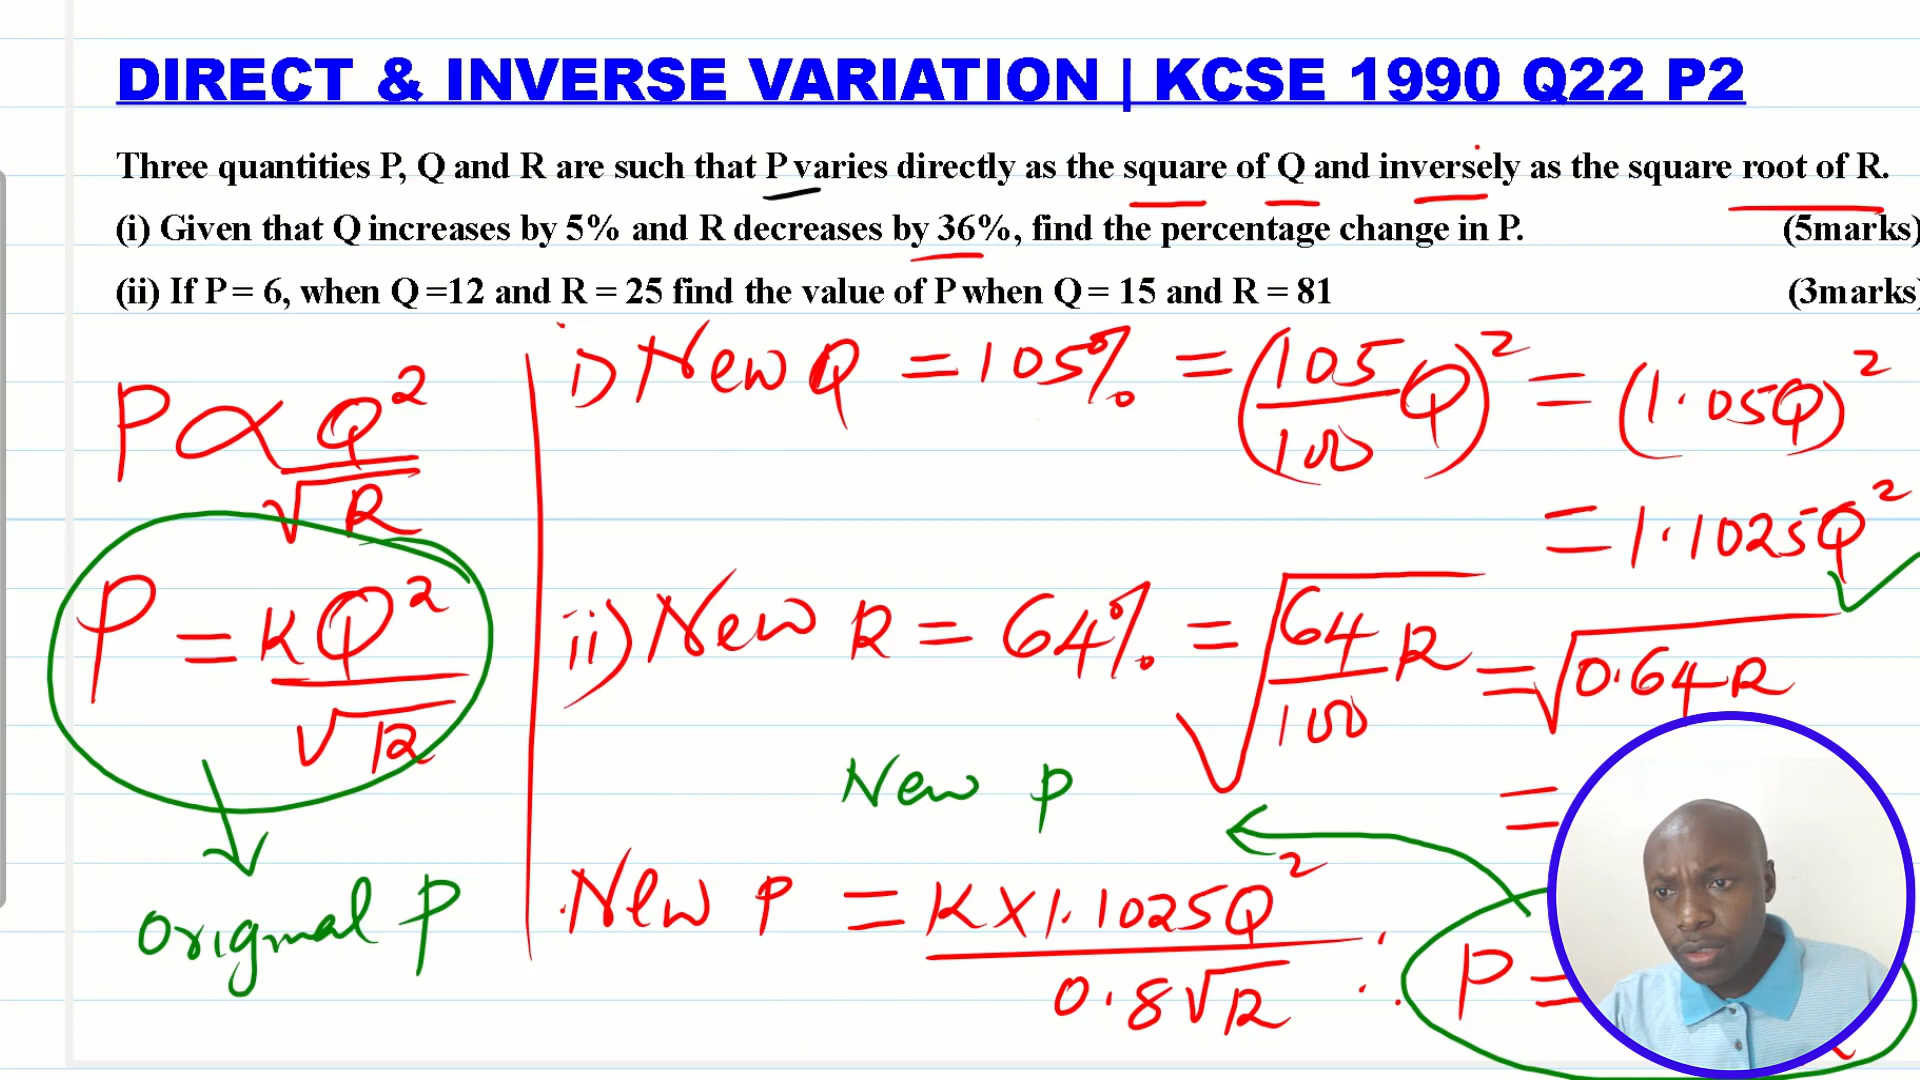 DIRECT & INVERSE VARIATION | KCSE 1990 Q22 P2
Three quantities P, Q and R are such that P varies directly as the square of Q and inversely as the square root of R.
(i) Given that Q increases by 5% and R decreases by 36%, find the percentage change in P. (5marks)
(ii) If P = 6, when Q =12 and R = 25 find the value of P when Q = 15 and R = 81 (3marks)
P ∝ Q²/√R
P = KQ²/√R
Original P
i) New Q = 105% = (105/100 Q)² = (1.05Q)²
= 1.1025Q²
ii) New R = 64% = √(64/100 R) = √(0.64R)
=
New P
New P = K×1.1025Q²/0.8√R
∴ P =